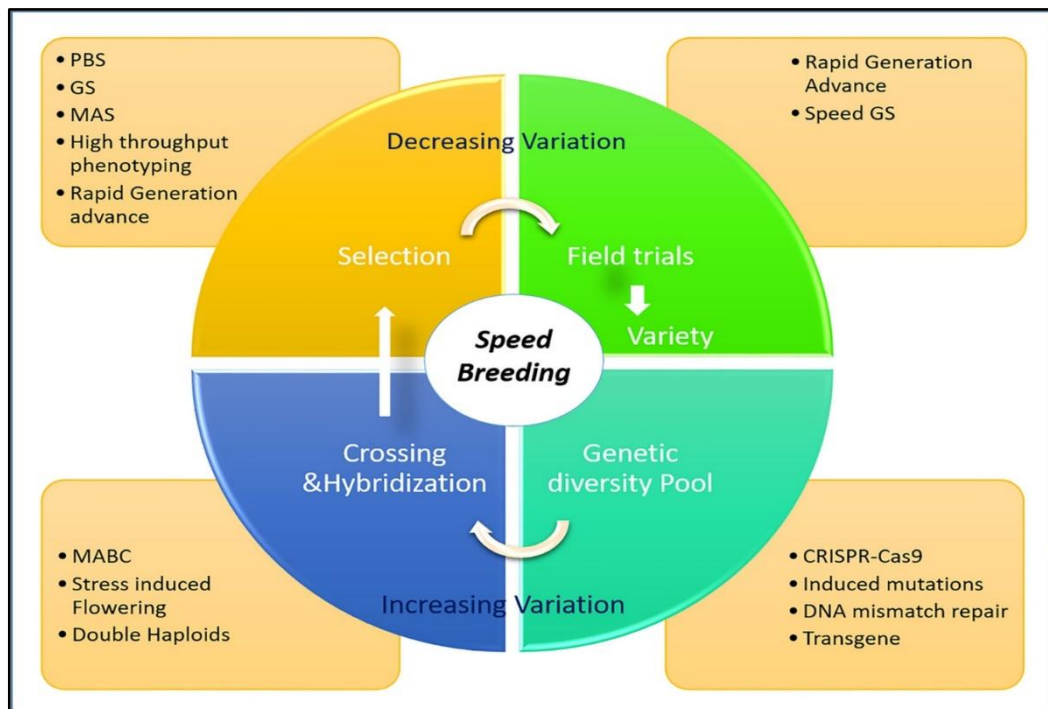 • PBS
• GS
• MAS
• High throughput
phenotyping
• Rapid Generation
advance
• Rapid Generation
Advance
• Speed GS
Decreasing Variation
Selection
Field trials
Variety
Speed
Breeding
Crossing
&Hybridization
Genetic
diversity Pool
Increasing Variation
• MABC
• Stress induced
Flowering
• Double Haploids
• CRISPR-Cas9
• Induced mutations
• DNA mismatch repair
• Transgene